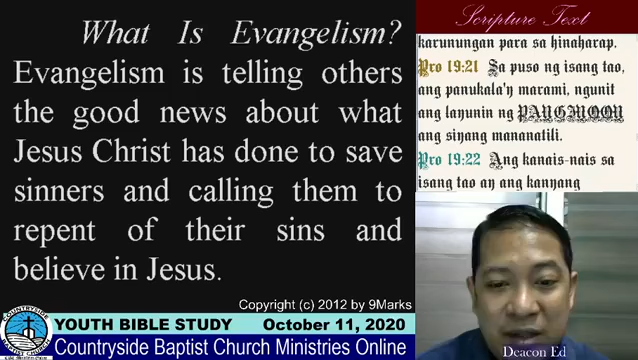 What Is Evangelism?
Evangelism is telling others
the good news about what
Jesus Christ has done to save
sinners and calling them to
repent of their sins and
believe in Jesus.
Copyright (c) 2012 by 9Marks
Scripture Text
karunungan para sa hinaharap.
Pro 19:21 Sa puso ng isang tao,
ang panukala'y marami, ngunit
ang layunin ng PANGINOON
ang siyang mananatili.
Pro 19:22 Ang kanais-nais sa
isang tao ay ang kanyang
Deacon Ed
COUNTRYSIDE
BAPTIST CHURCH
YOUTH BIBLE STUDY October 11, 2020
Countryside Baptist Church Ministries Online